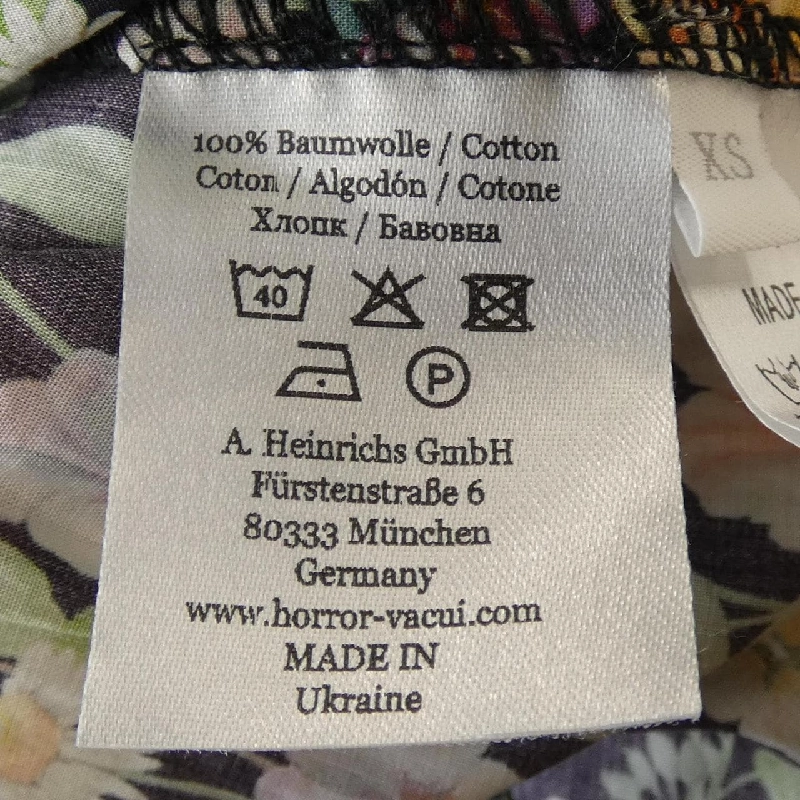 100% Baumwolle / Cotton
Coton / Algodón / Cotone
Хлопк / Бавовна
40
P
A. Heinrichs GmbH
Fürstenstraße 6
80333 München
Germany
www.horror-vacui.com
MADE IN
Ukraine
XS
MADE